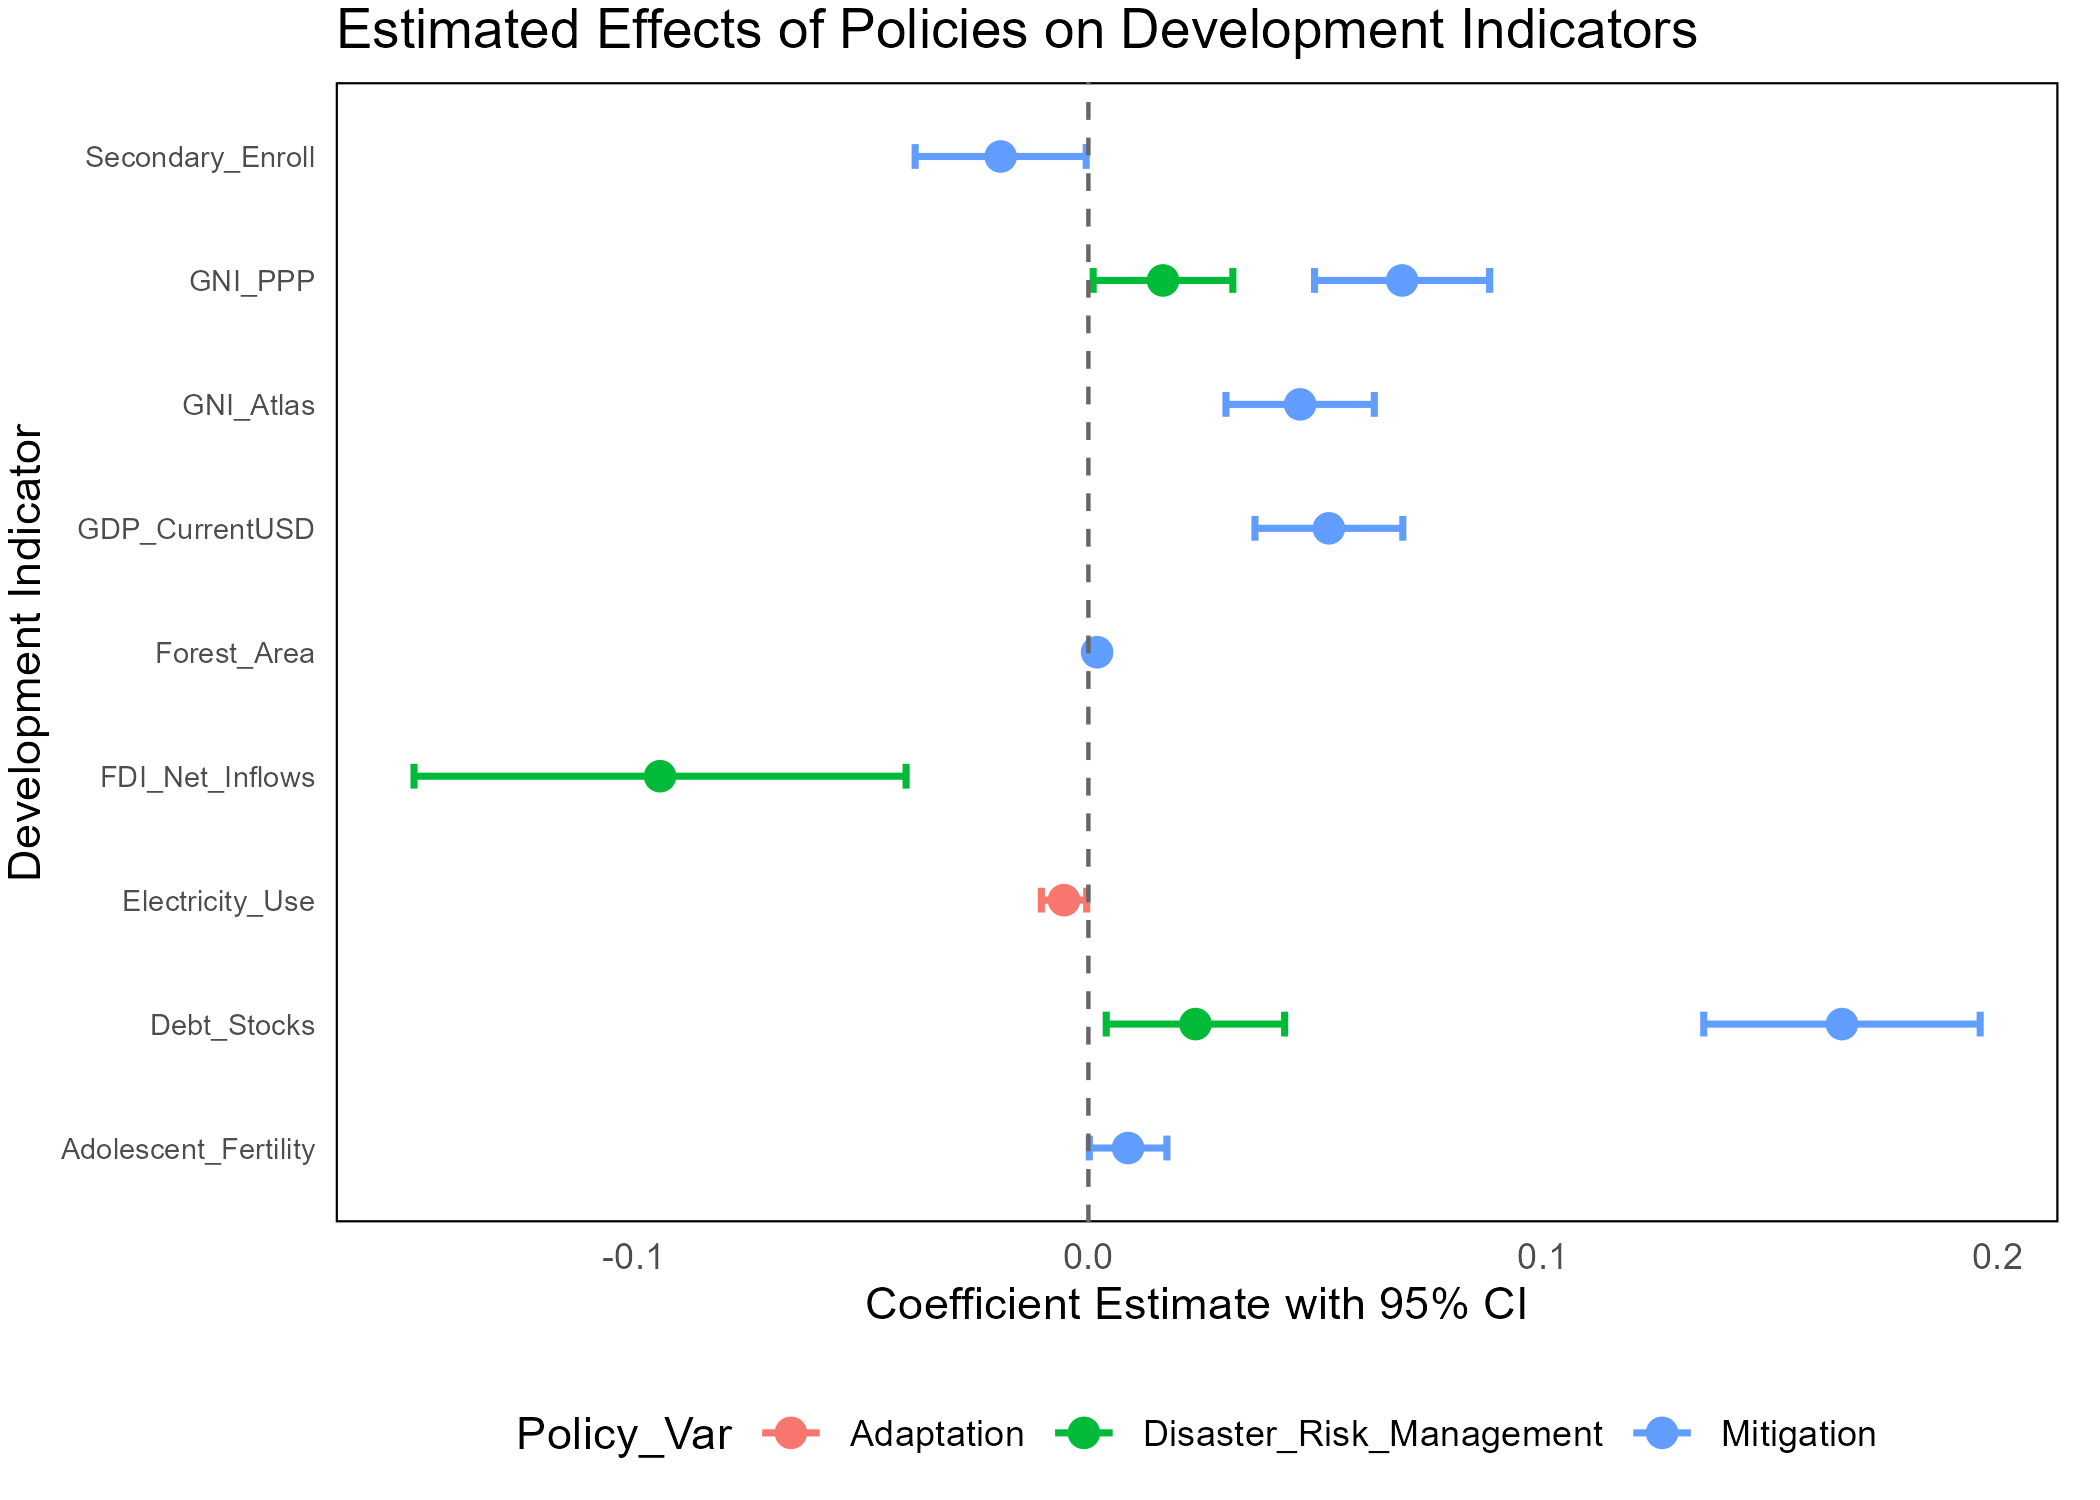 Estimated Effects of Policies on Development Indicators
Development Indicator
Secondary_Enroll
GNI_PPP
GNI_Atlas
GDP_CurrentUSD
Forest_Area
FDI_Net_Inflows
Electricity_Use
Debt_Stocks
Adolescent_Fertility
-0.1 0.0 0.1 0.2
Coefficient Estimate with 95% CI
Policy_Var Adaptation Disaster_Risk_Management Mitigation